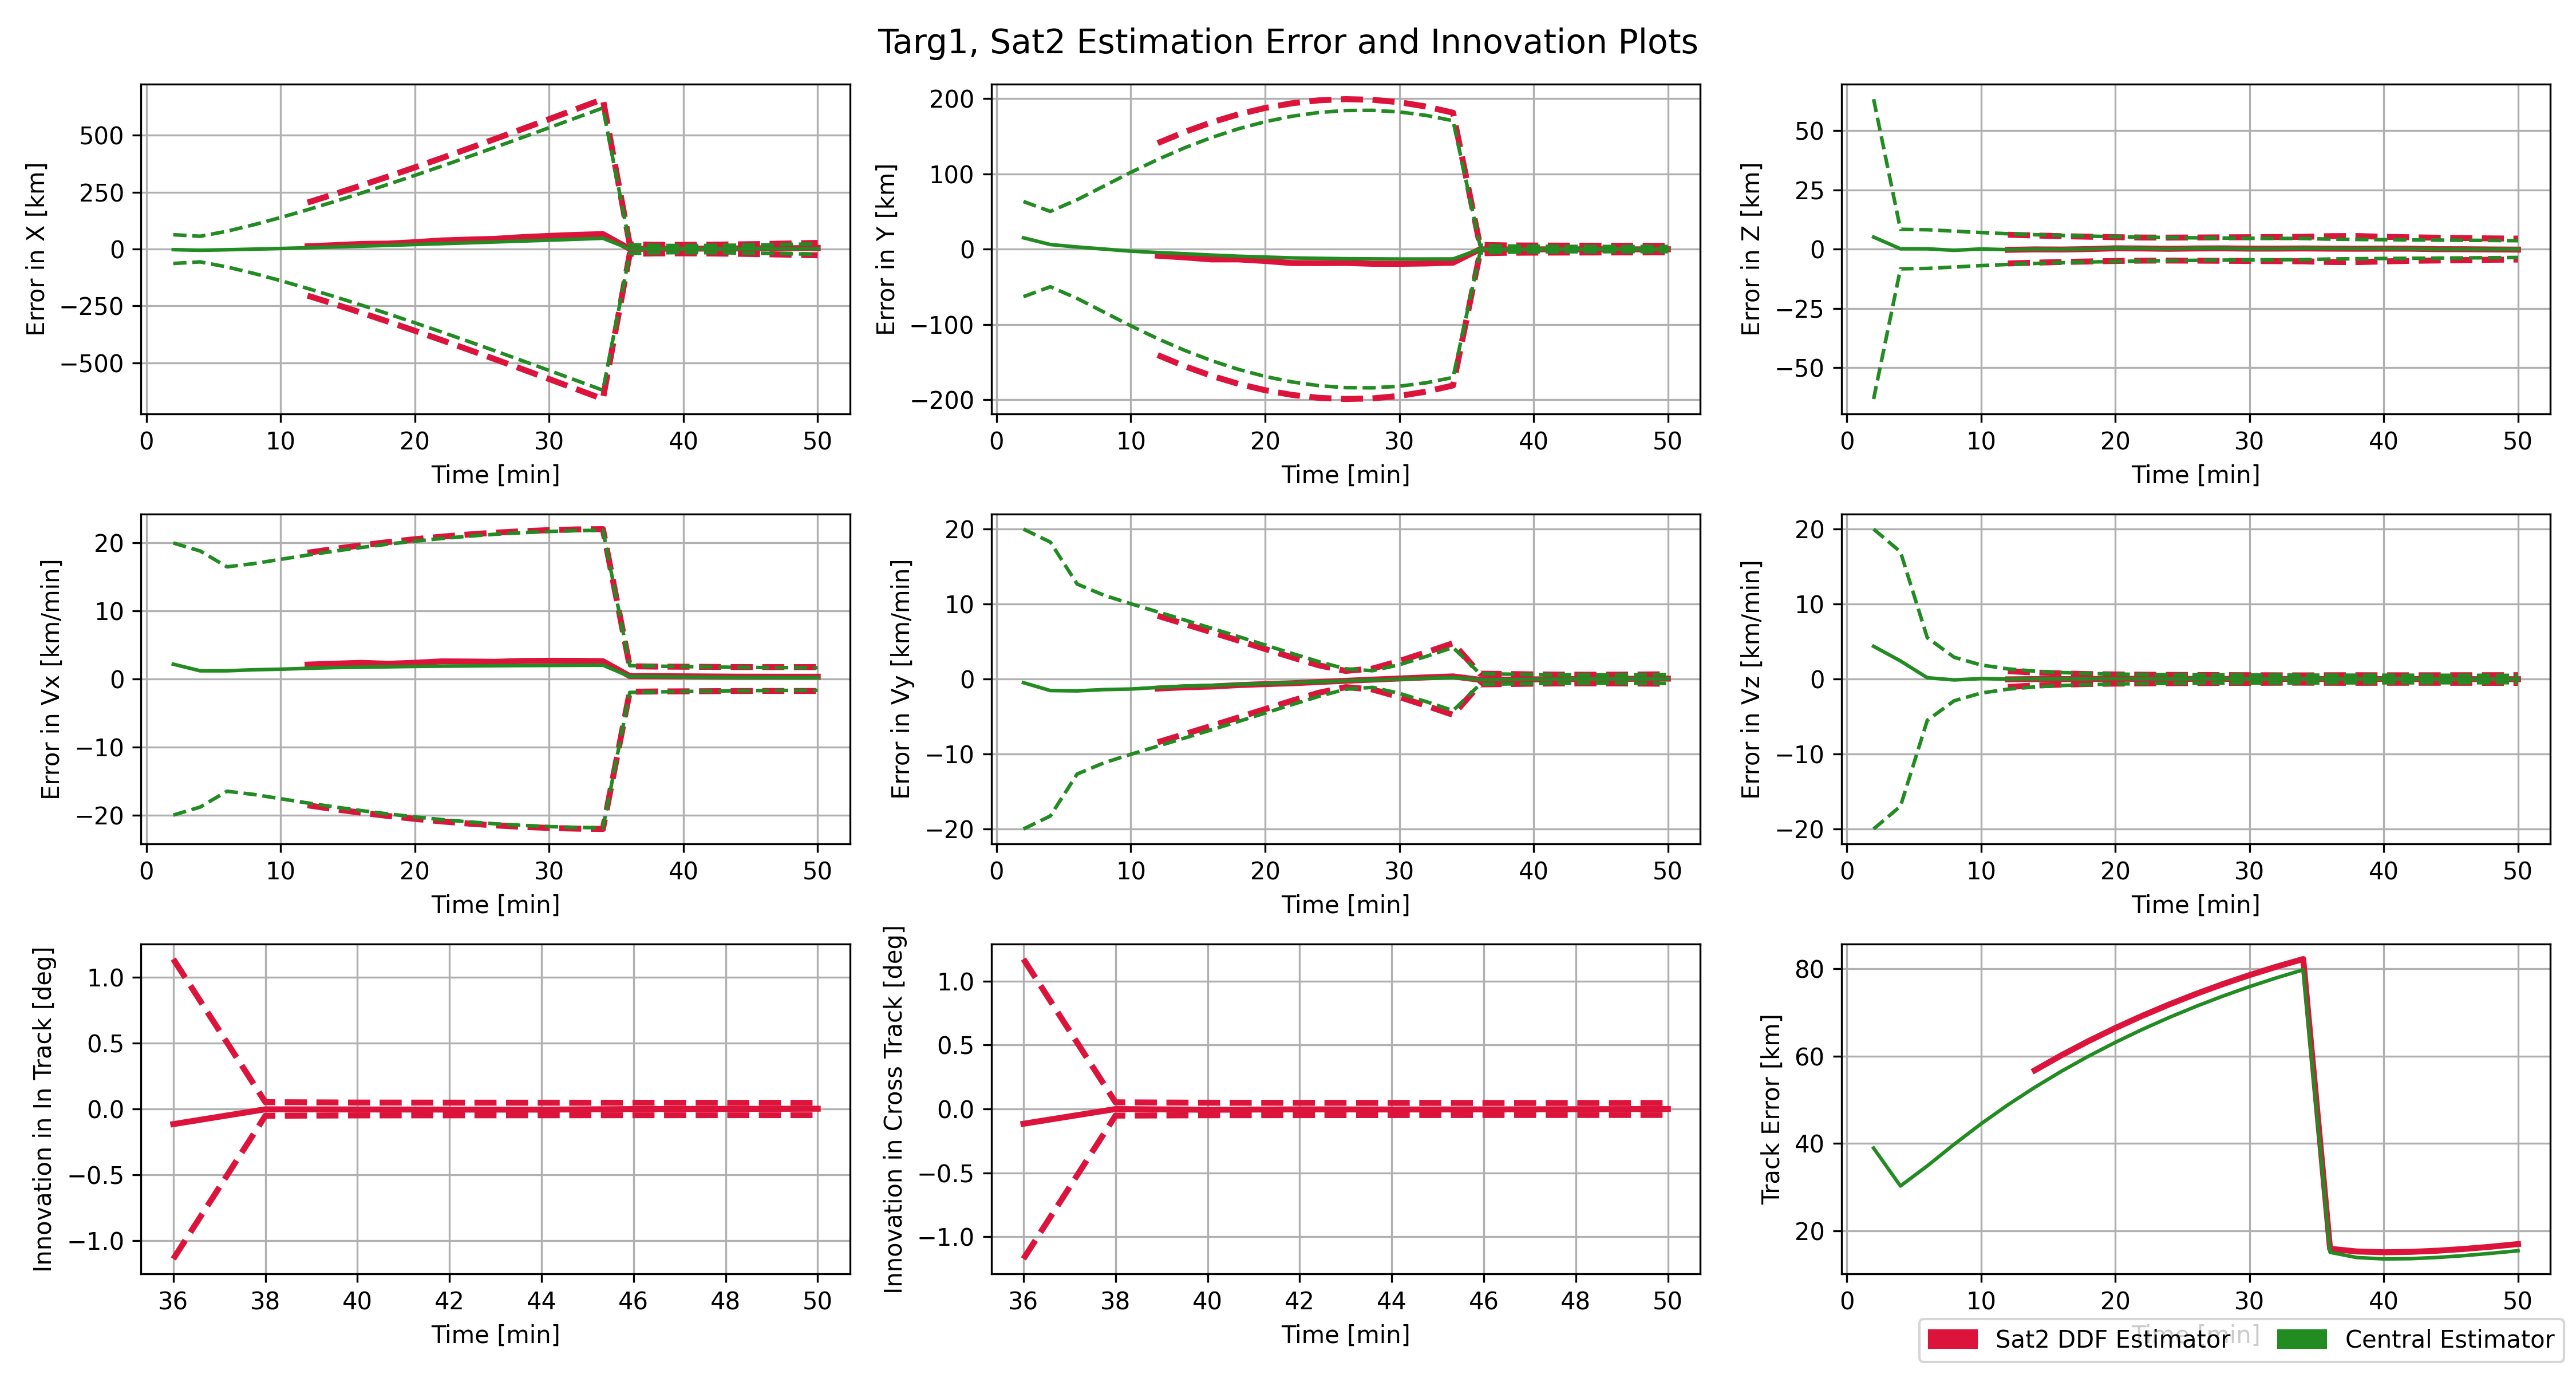 Targ1, Sat2 Estimation Error and Innovation Plots
Error in X [km]
500
250
0
−250
−500
0 10 20 30 40 50
Time [min]
Error in Y [km]
200
100
0
−100
−200
0 10 20 30 40 50
Time [min]
Error in Z [km]
50
25
0
−25
−50
0 10 20 30 40 50
Time [min]
Error in Vx [km/min]
20
10
0
−10
−20
0 10 20 30 40 50
Time [min]
Error in Vy [km/min]
20
10
0
−10
−20
0 10 20 30 40 50
Time [min]
Error in Vz [km/min]
20
10
0
−10
−20
0 10 20 30 40 50
Time [min]
Innovation in In Track [deg]
1.0
0.5
0.0
−0.5
−1.0
36 38 40 42 44 46 48 50
Time [min]
Innovation in Cross Track [deg]
1.0
0.5
0.0
−0.5
−1.0
36 38 40 42 44 46 48 50
Time [min]
Track Error [km]
80
60
40
20
0 10 20 30 40 50
Time [min]
Sat2 DDF Estimator
Central Estimator